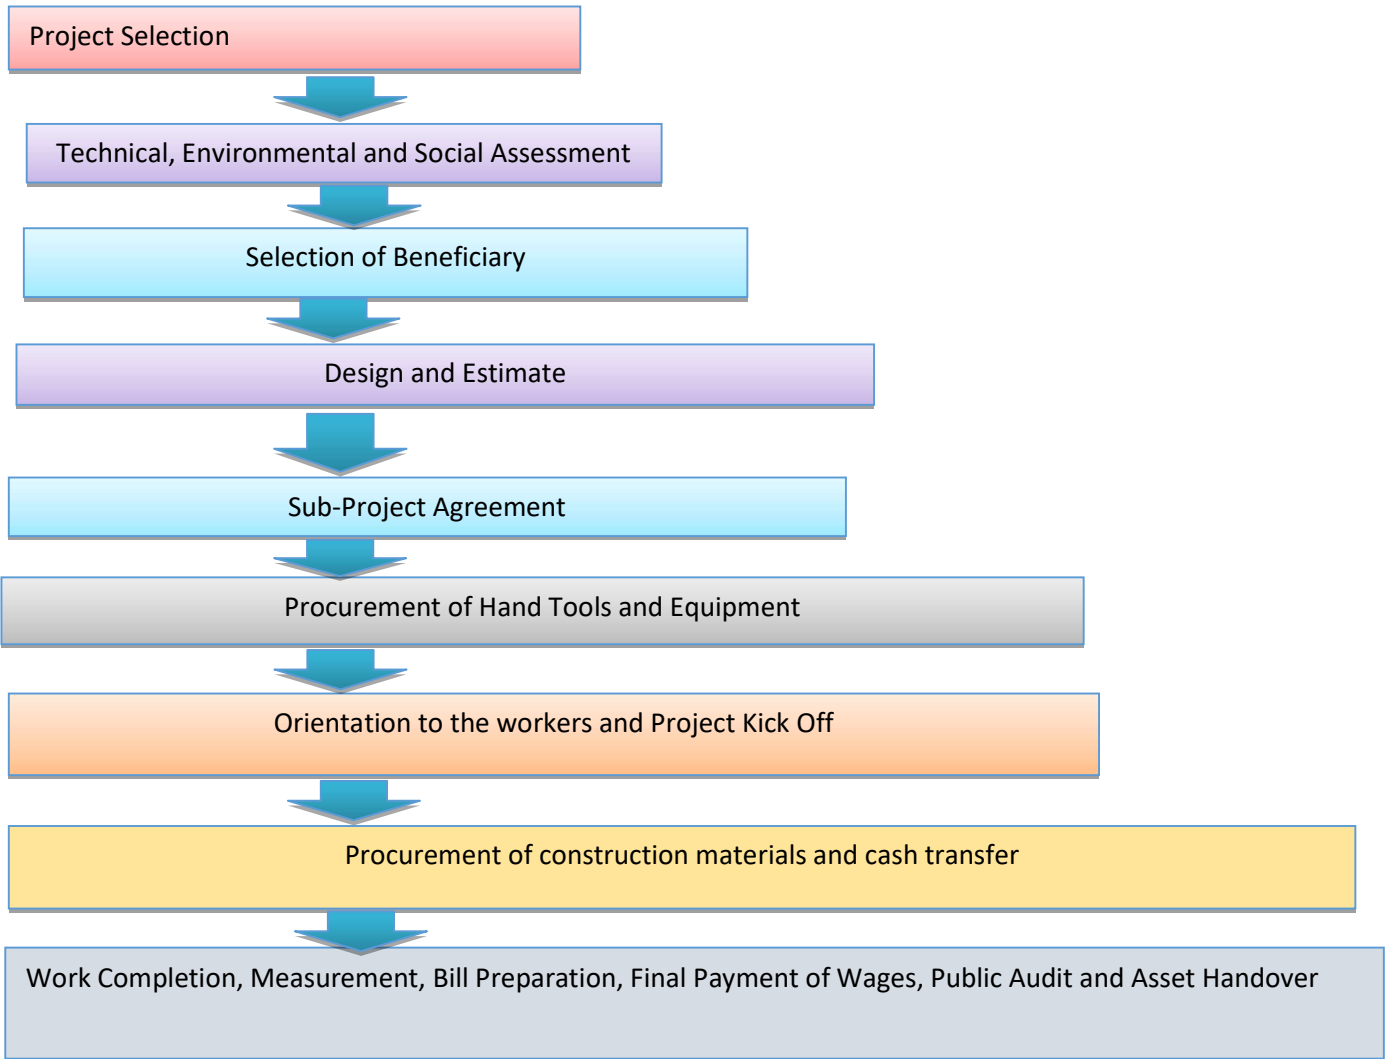 Project Selection
Technical, Environmental and Social Assessment
Selection of Beneficiary
Design and Estimate
Sub-Project Agreement
Procurement of Hand Tools and Equipment
Orientation to the workers and Project Kick Off
Procurement of construction materials and cash transfer
Work Completion, Measurement, Bill Preparation, Final Payment of Wages, Public Audit and Asset Handover